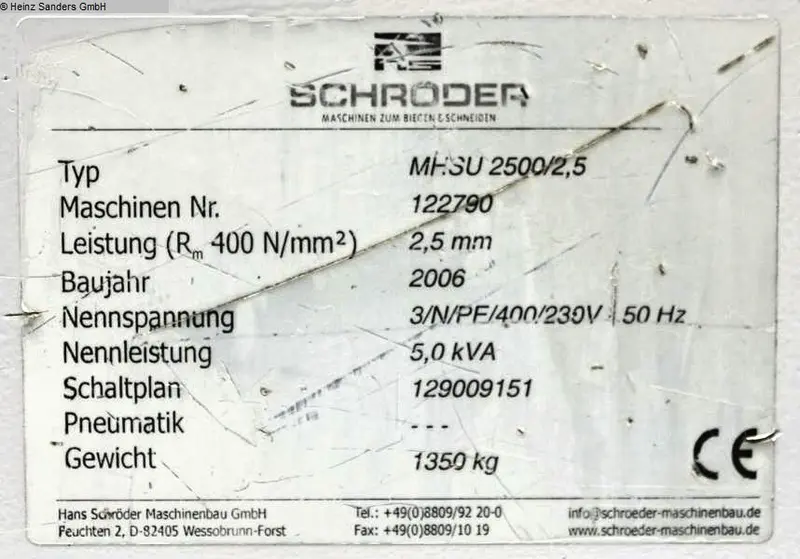 © Heinz Sanders GmbH
HS
SCHRÖDER
MASCHINEN ZUM BIEGEN & SCHNEIDEN
Typ MHSU 2500/2,5
Maschinen Nr. 122790
Leistung (Rm 400 N/mm²) 2,5 mm
Baujahr 2006
Nennspannung 3/N/PE/400/230V 50 Hz
Nennleistung 5,0 kVA
Schaltplan 129009151
Pneumatik ---
Gewicht 1350 kg
CE
Hans Schröder Maschinenbau GmbH Tel.: +49(0)8809/92 20-0 info@schroeder-maschinenbau.de
Feuchten 2, D-82405 Wessobrunn-Forst Fax: +49(0)8809/10 19 www.schroeder-maschinenbau.de